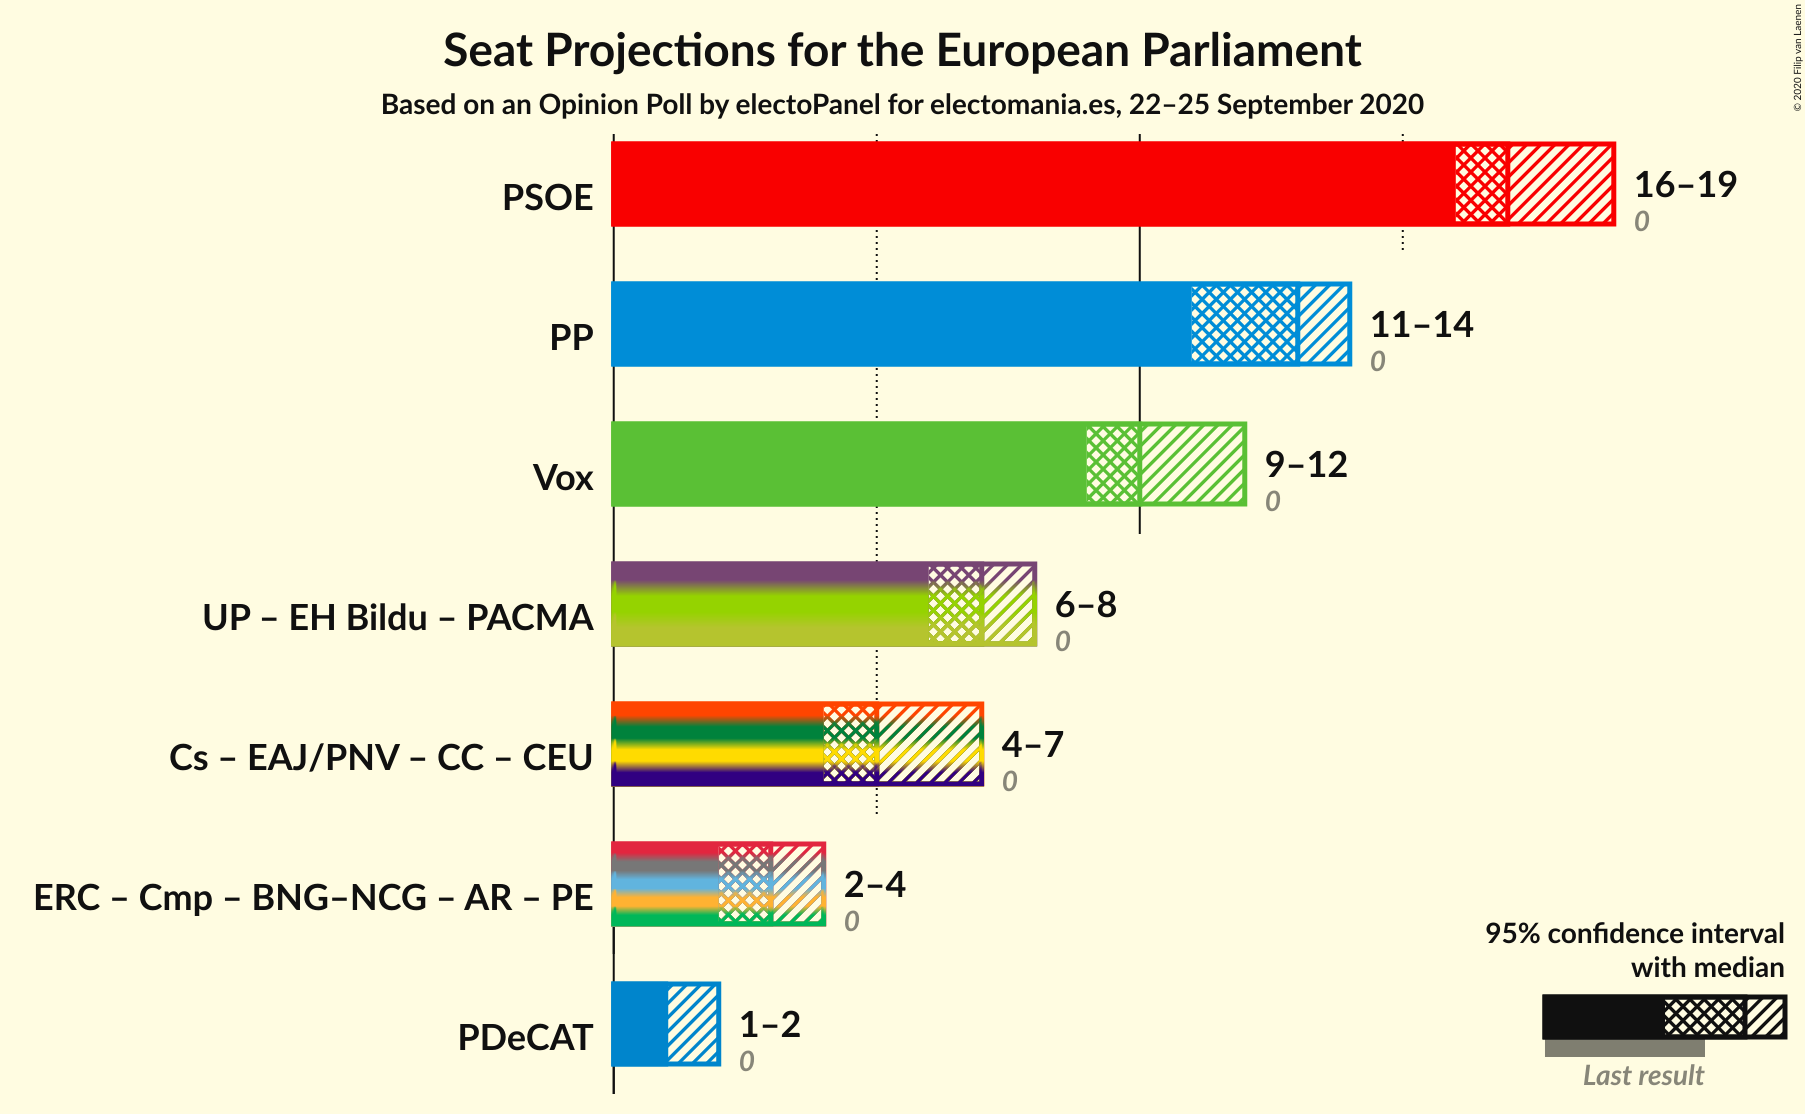 Seat Projections for the European Parliament
Based on an Opinion Poll by electoPanel for electomania.es, 22–25 September 2020
© 2020 Filip van Laenen
PSOE
16–19
0
PP
11–14
0
Vox
9–12
0
UP – EH Bildu – PACMA
6–8
0
Cs – EAJ/PNV – CC – CEU
4–7
0
ERC – Cmp – BNG–NCG – AR – PE
2–4
0
PDeCAT
1–2
0
95% confidence interval
with median
Last result